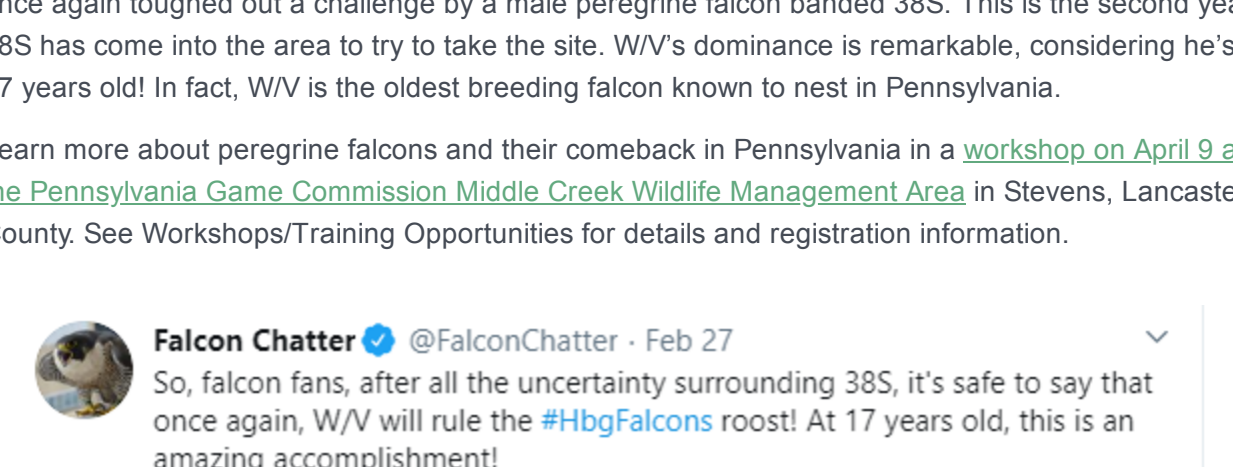 once again toughed out a challenge by a male peregrine falcon banded 38S. This is the second year
38S has come into the area to try to take the site. W/V's dominance is remarkable, considering he's
7 years old! In fact, W/V is the oldest breeding falcon known to nest in Pennsylvania.
earn more about peregrine falcons and their comeback in Pennsylvania in a workshop on April 9 a
he Pennsylvania Game Commission Middle Creek Wildlife Management Area in Stevens, Lancaste
County. See Workshops/Training Opportunities for details and registration information.
Falcon Chatter @FalconChatter · Feb 27
So, falcon fans, after all the uncertainty surrounding 38S, it's safe to say that
once again, W/V will rule the #HbgFalcons roost! At 17 years old, this is an
amazing accomplishment!